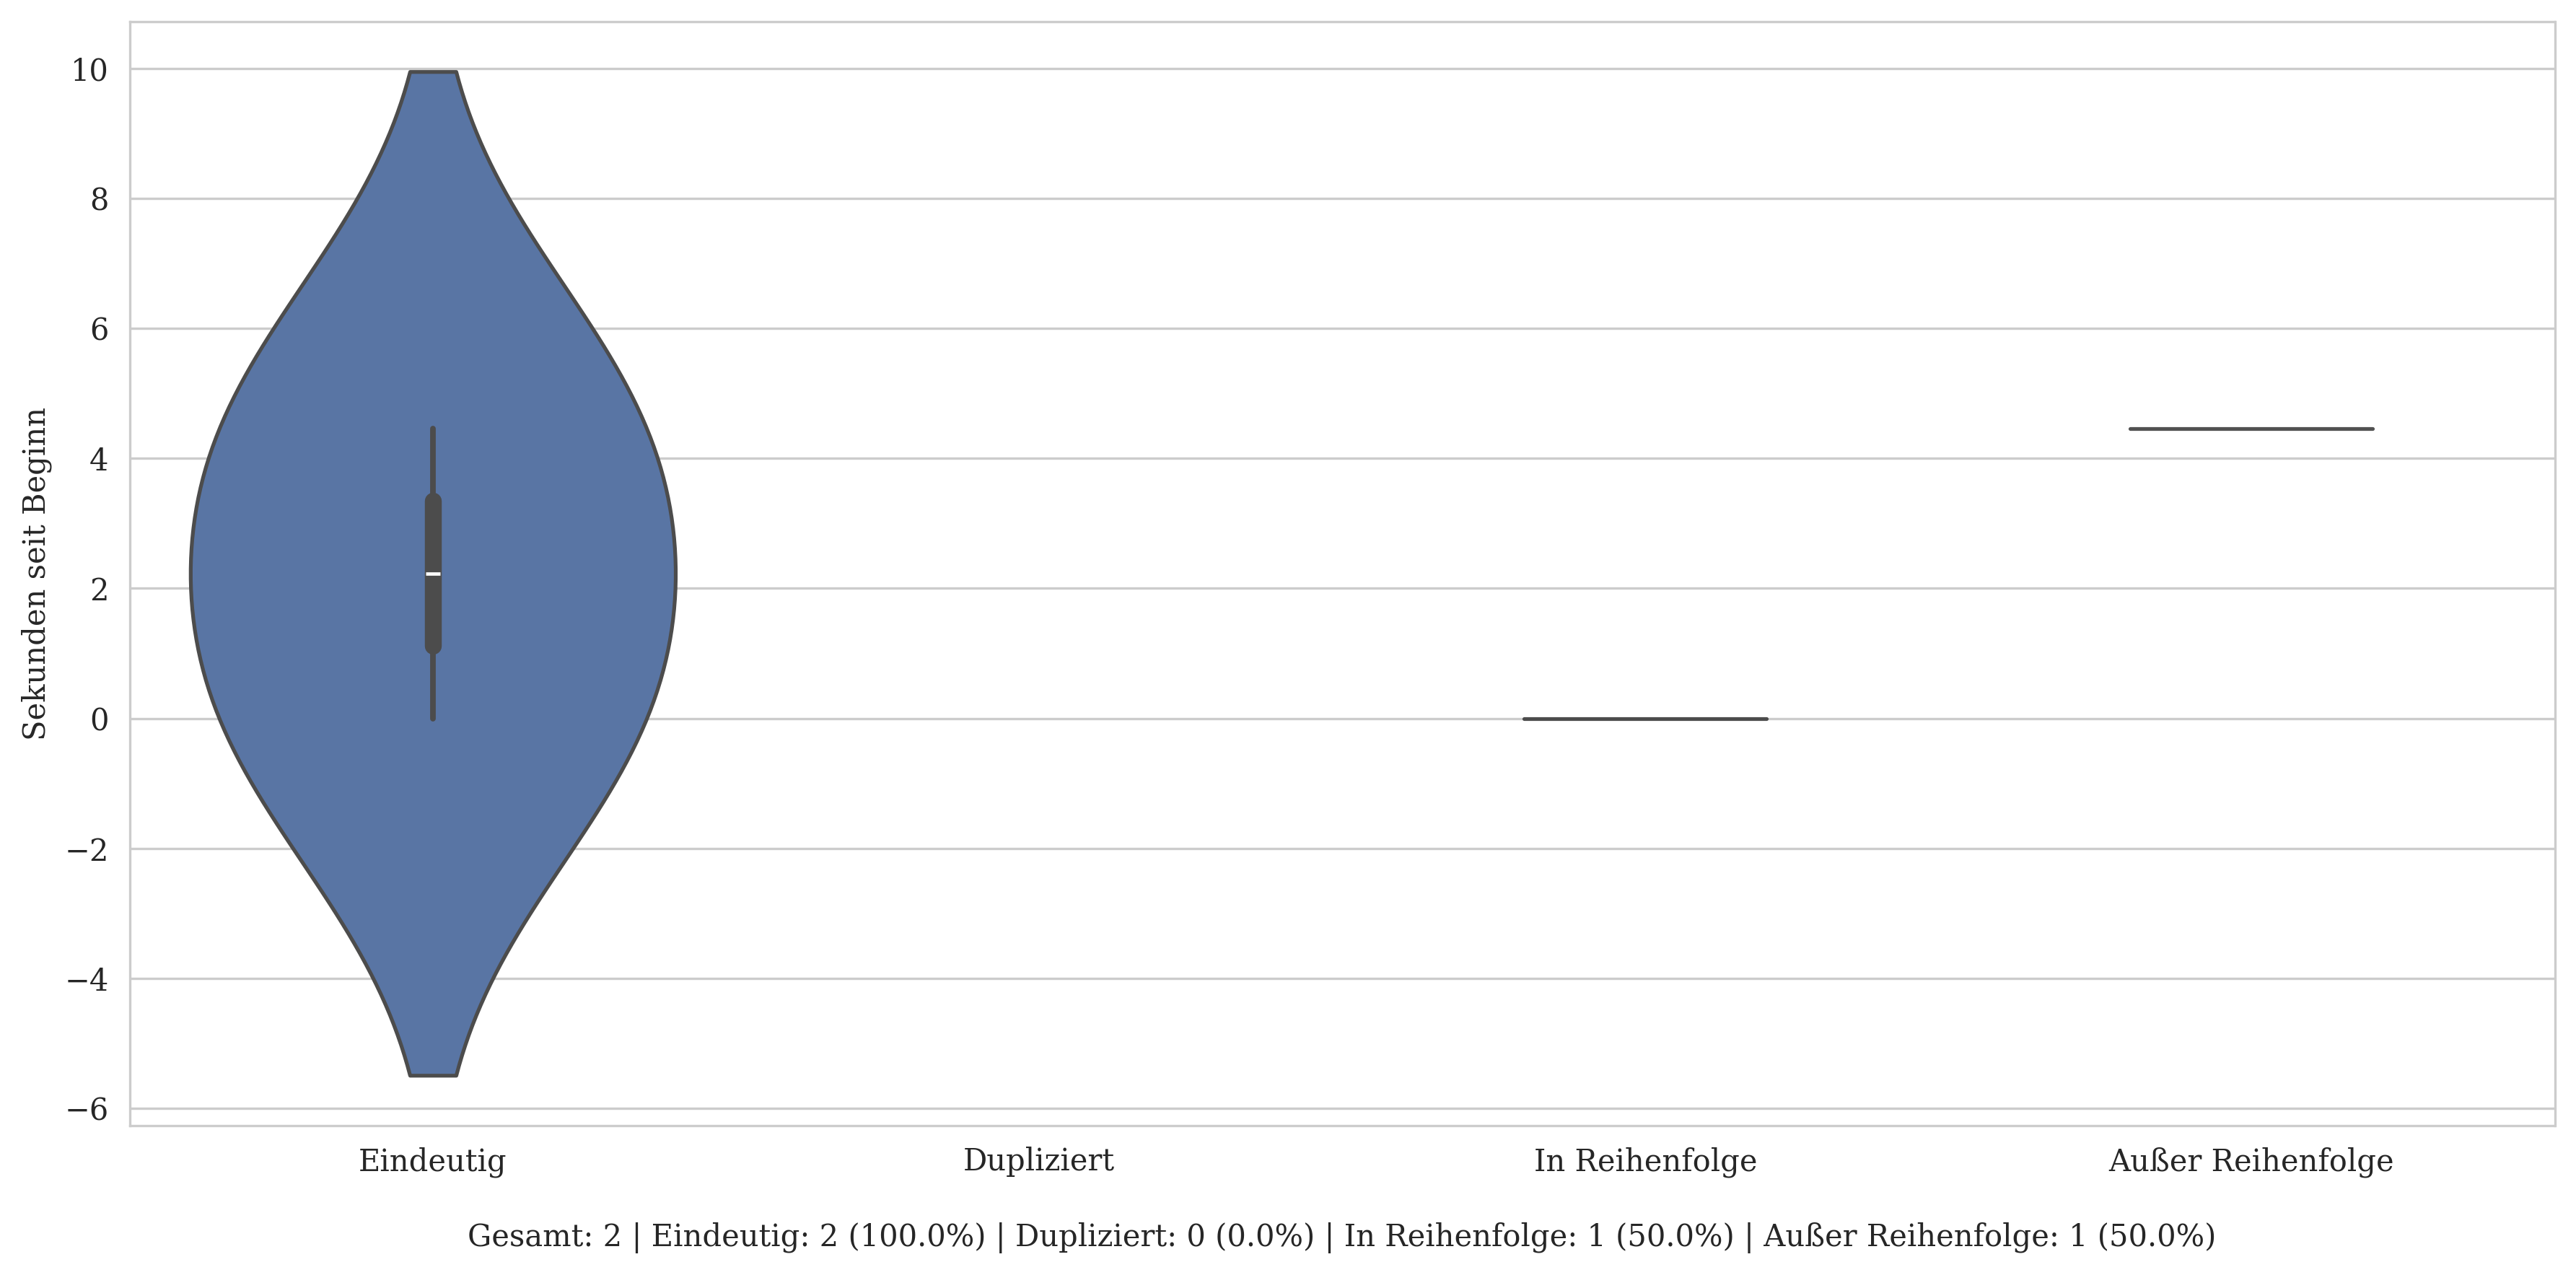 Sekunden seit Beginn
10
8
6
4
2
0
−2
−4
−6
Eindeutig
Dupliziert
In Reihenfolge
Außer Reihenfolge
Gesamt: 2 | Eindeutig: 2 (100.0%) | Dupliziert: 0 (0.0%) | In Reihenfolge: 1 (50.0%) | Außer Reihenfolge: 1 (50.0%)